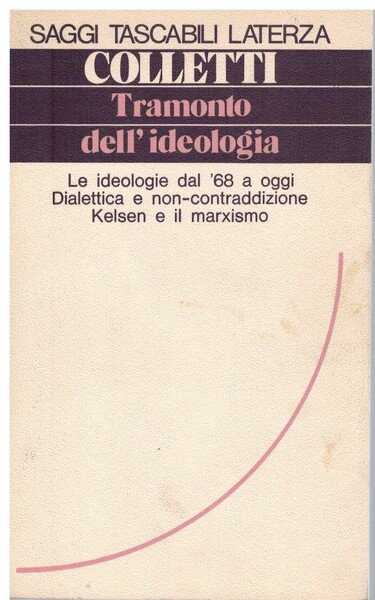 SAGGI TASCABILI LATERZA
COLLETTI
Tramonto
dell'ideologia
Le ideologie dal '68 a oggi
Dialettica e non-contraddizione
Kelsen e il marxismo